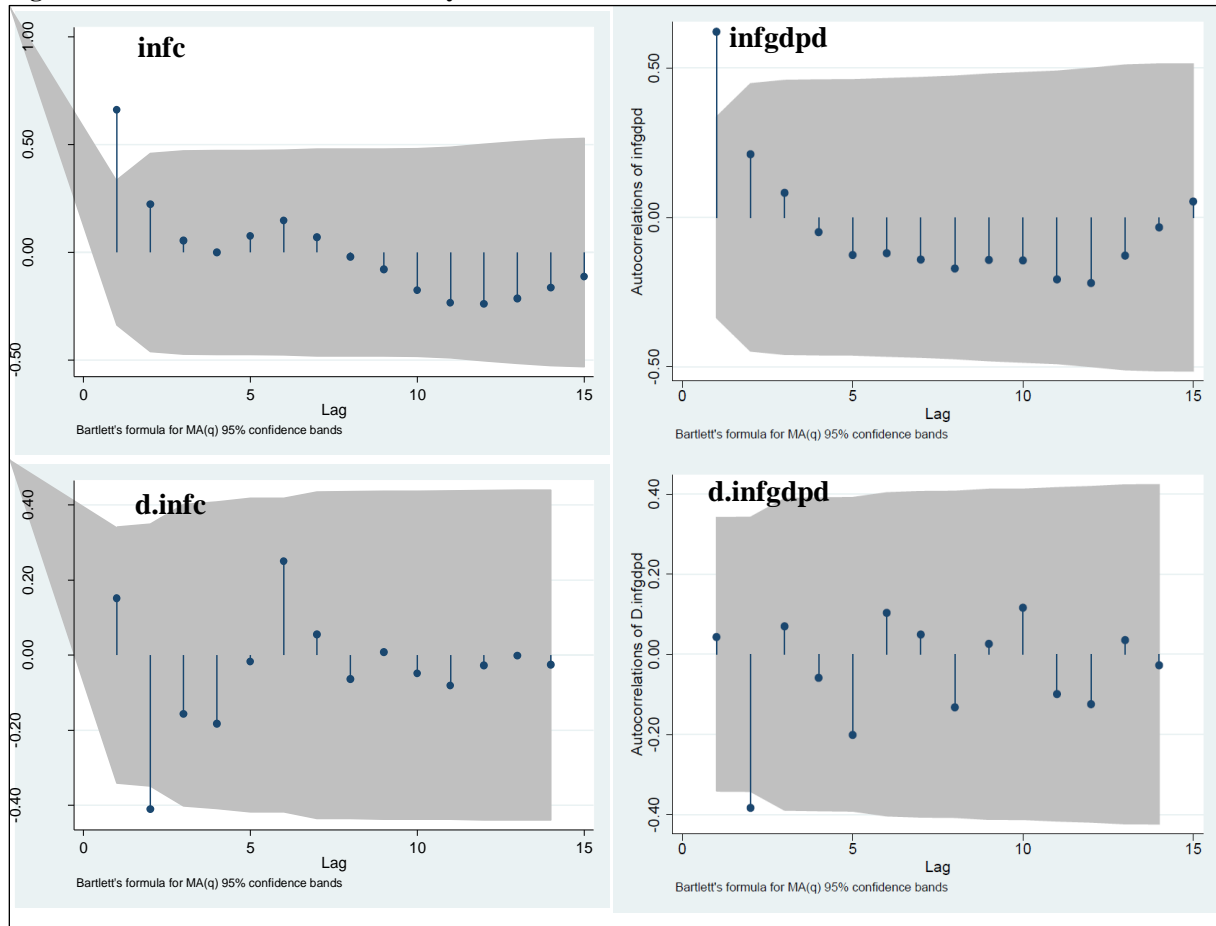 infc
1.00
0.50
0.00
-0.50
0 5 10 15
Lag
Bartlett's formula for MA(q) 95% confidence bands
infgdpd
Autocorrelations of infgdpd
0.50
0.00
-0.50
0 5 10 15
Lag
Bartlett's formula for MA(q) 95% confidence bands
d.infc
0.40
0.20
0.00
-0.20
-0.40
0 5 10 15
Lag
Bartlett's formula for MA(q) 95% confidence bands
d.infgdpd
Autocorrelations of D.infgdpd
0.40
0.20
0.00
-0.20
-0.40
0 5 10 15
Lag
Bartlett's formula for MA(q) 95% confidence bands